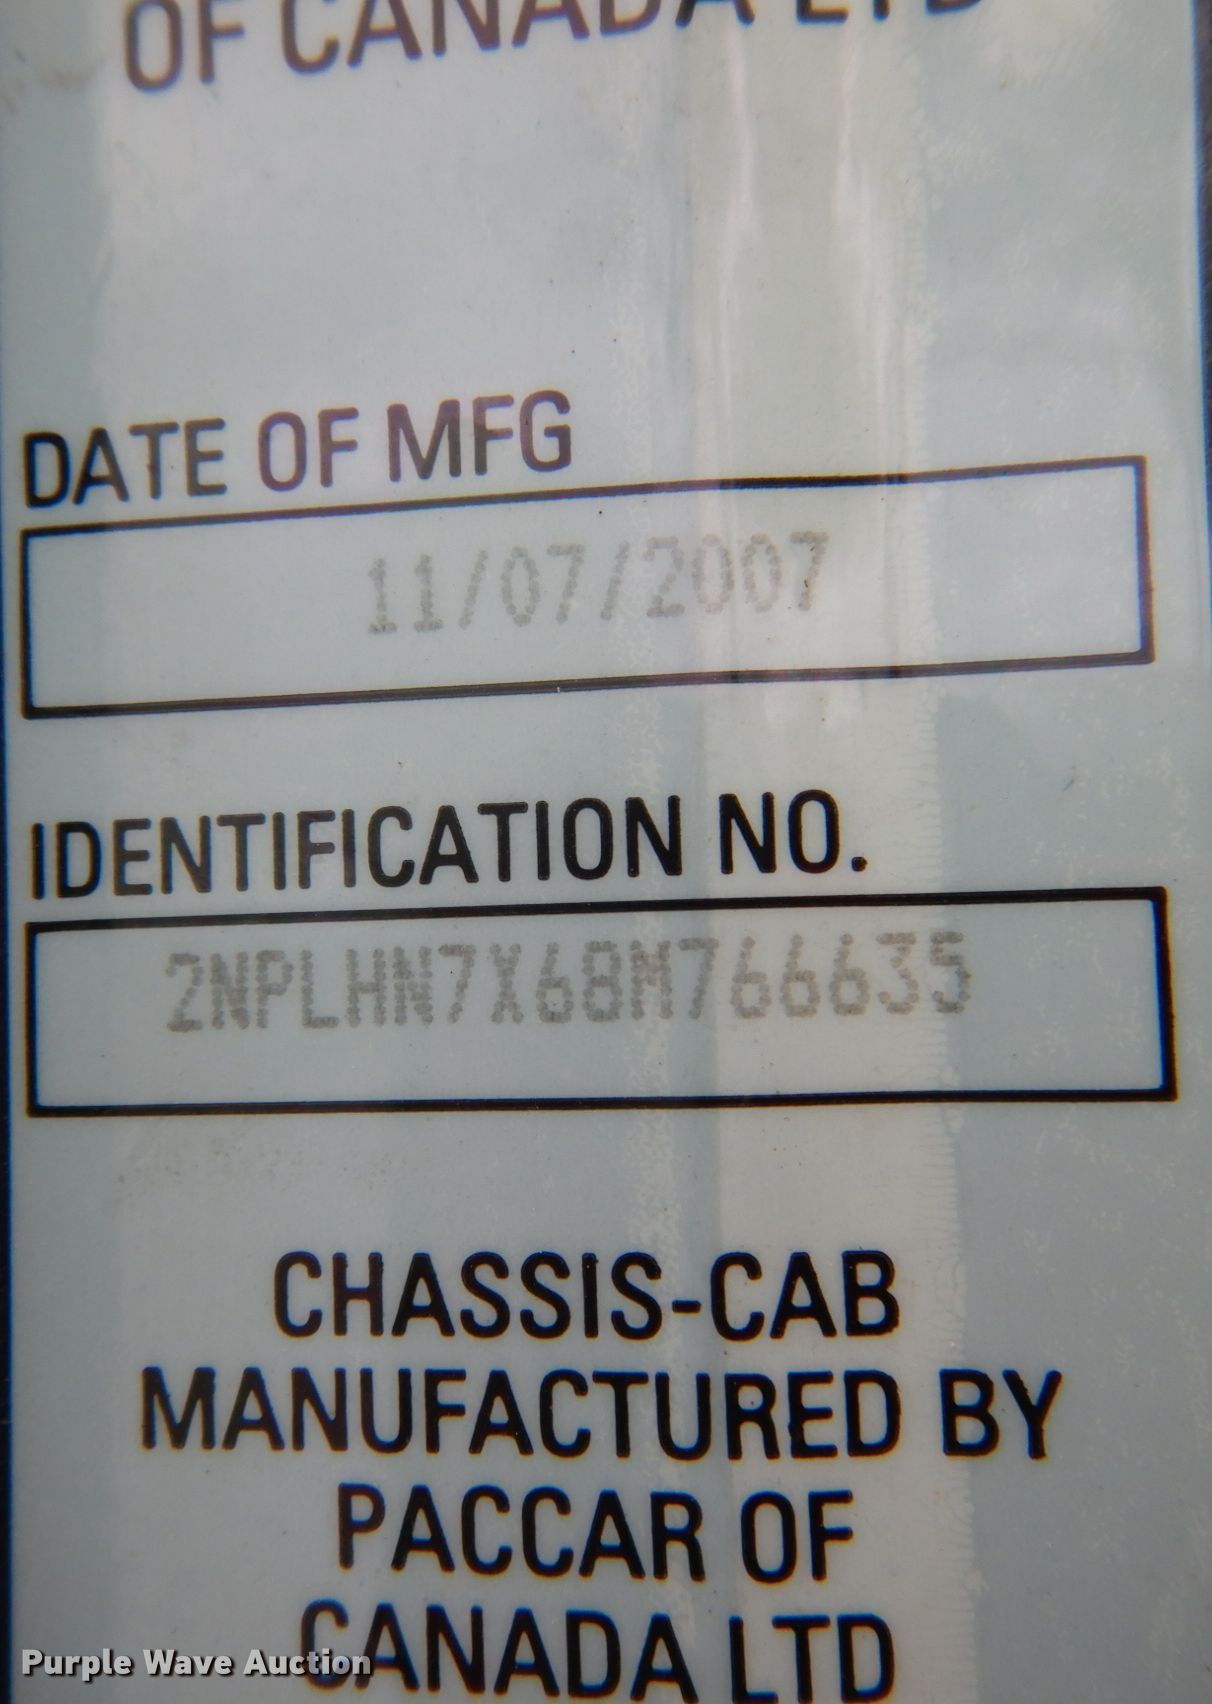 OF CANADA LTD
DATE OF MFG
11/07/2007
IDENTIFICATION NO.
2NPLHN7X68M766635
CHASSIS-CAB
MANUFACTURED BY
PACCAR OF
CANADA LTD
Purple Wave Auction